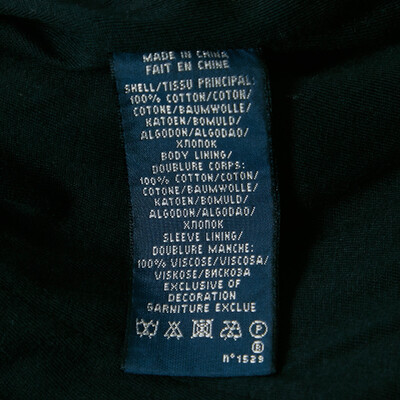 MADE IN CHINA
FAIT EN CHINE
SHELL/TISSU PRINCIPAL:
100% COTTON/COTON/
COTONE/BAUMWOLLE/
KATOEN/BOMULD/
ALGODON/ALGODAO/
ХЛОПОК
BODY LINING/
DOUBLURE CORPS:
100% COTTON/COTON/
COTONE/BAUMWOLLE/
KATOEN/BOMULD/
ALGODON/ALGODAO/
ХЛОПОК
SLEEVE LINING/
DOUBLURE MANCHE:
100% VISCOSE/VISCOSA/
VISKOSE/ВИСКОЗА
EXCLUSIVE OF
DECORATION
GARNITURE EXCLUE
P
n°1529